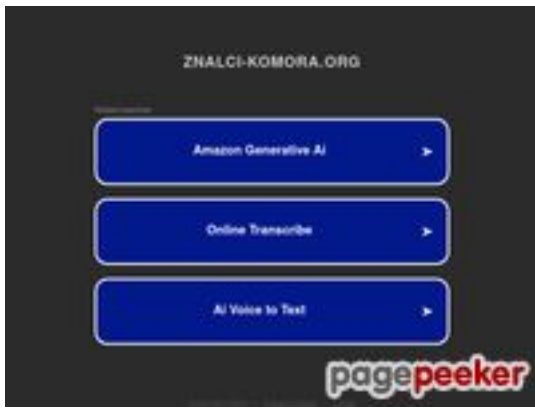 ZNALCI-KOMORA.ORG
Amazon Generative Ai
➤
Online Transcribe
➤
Ai Voice to Text
➤
pagepeeker